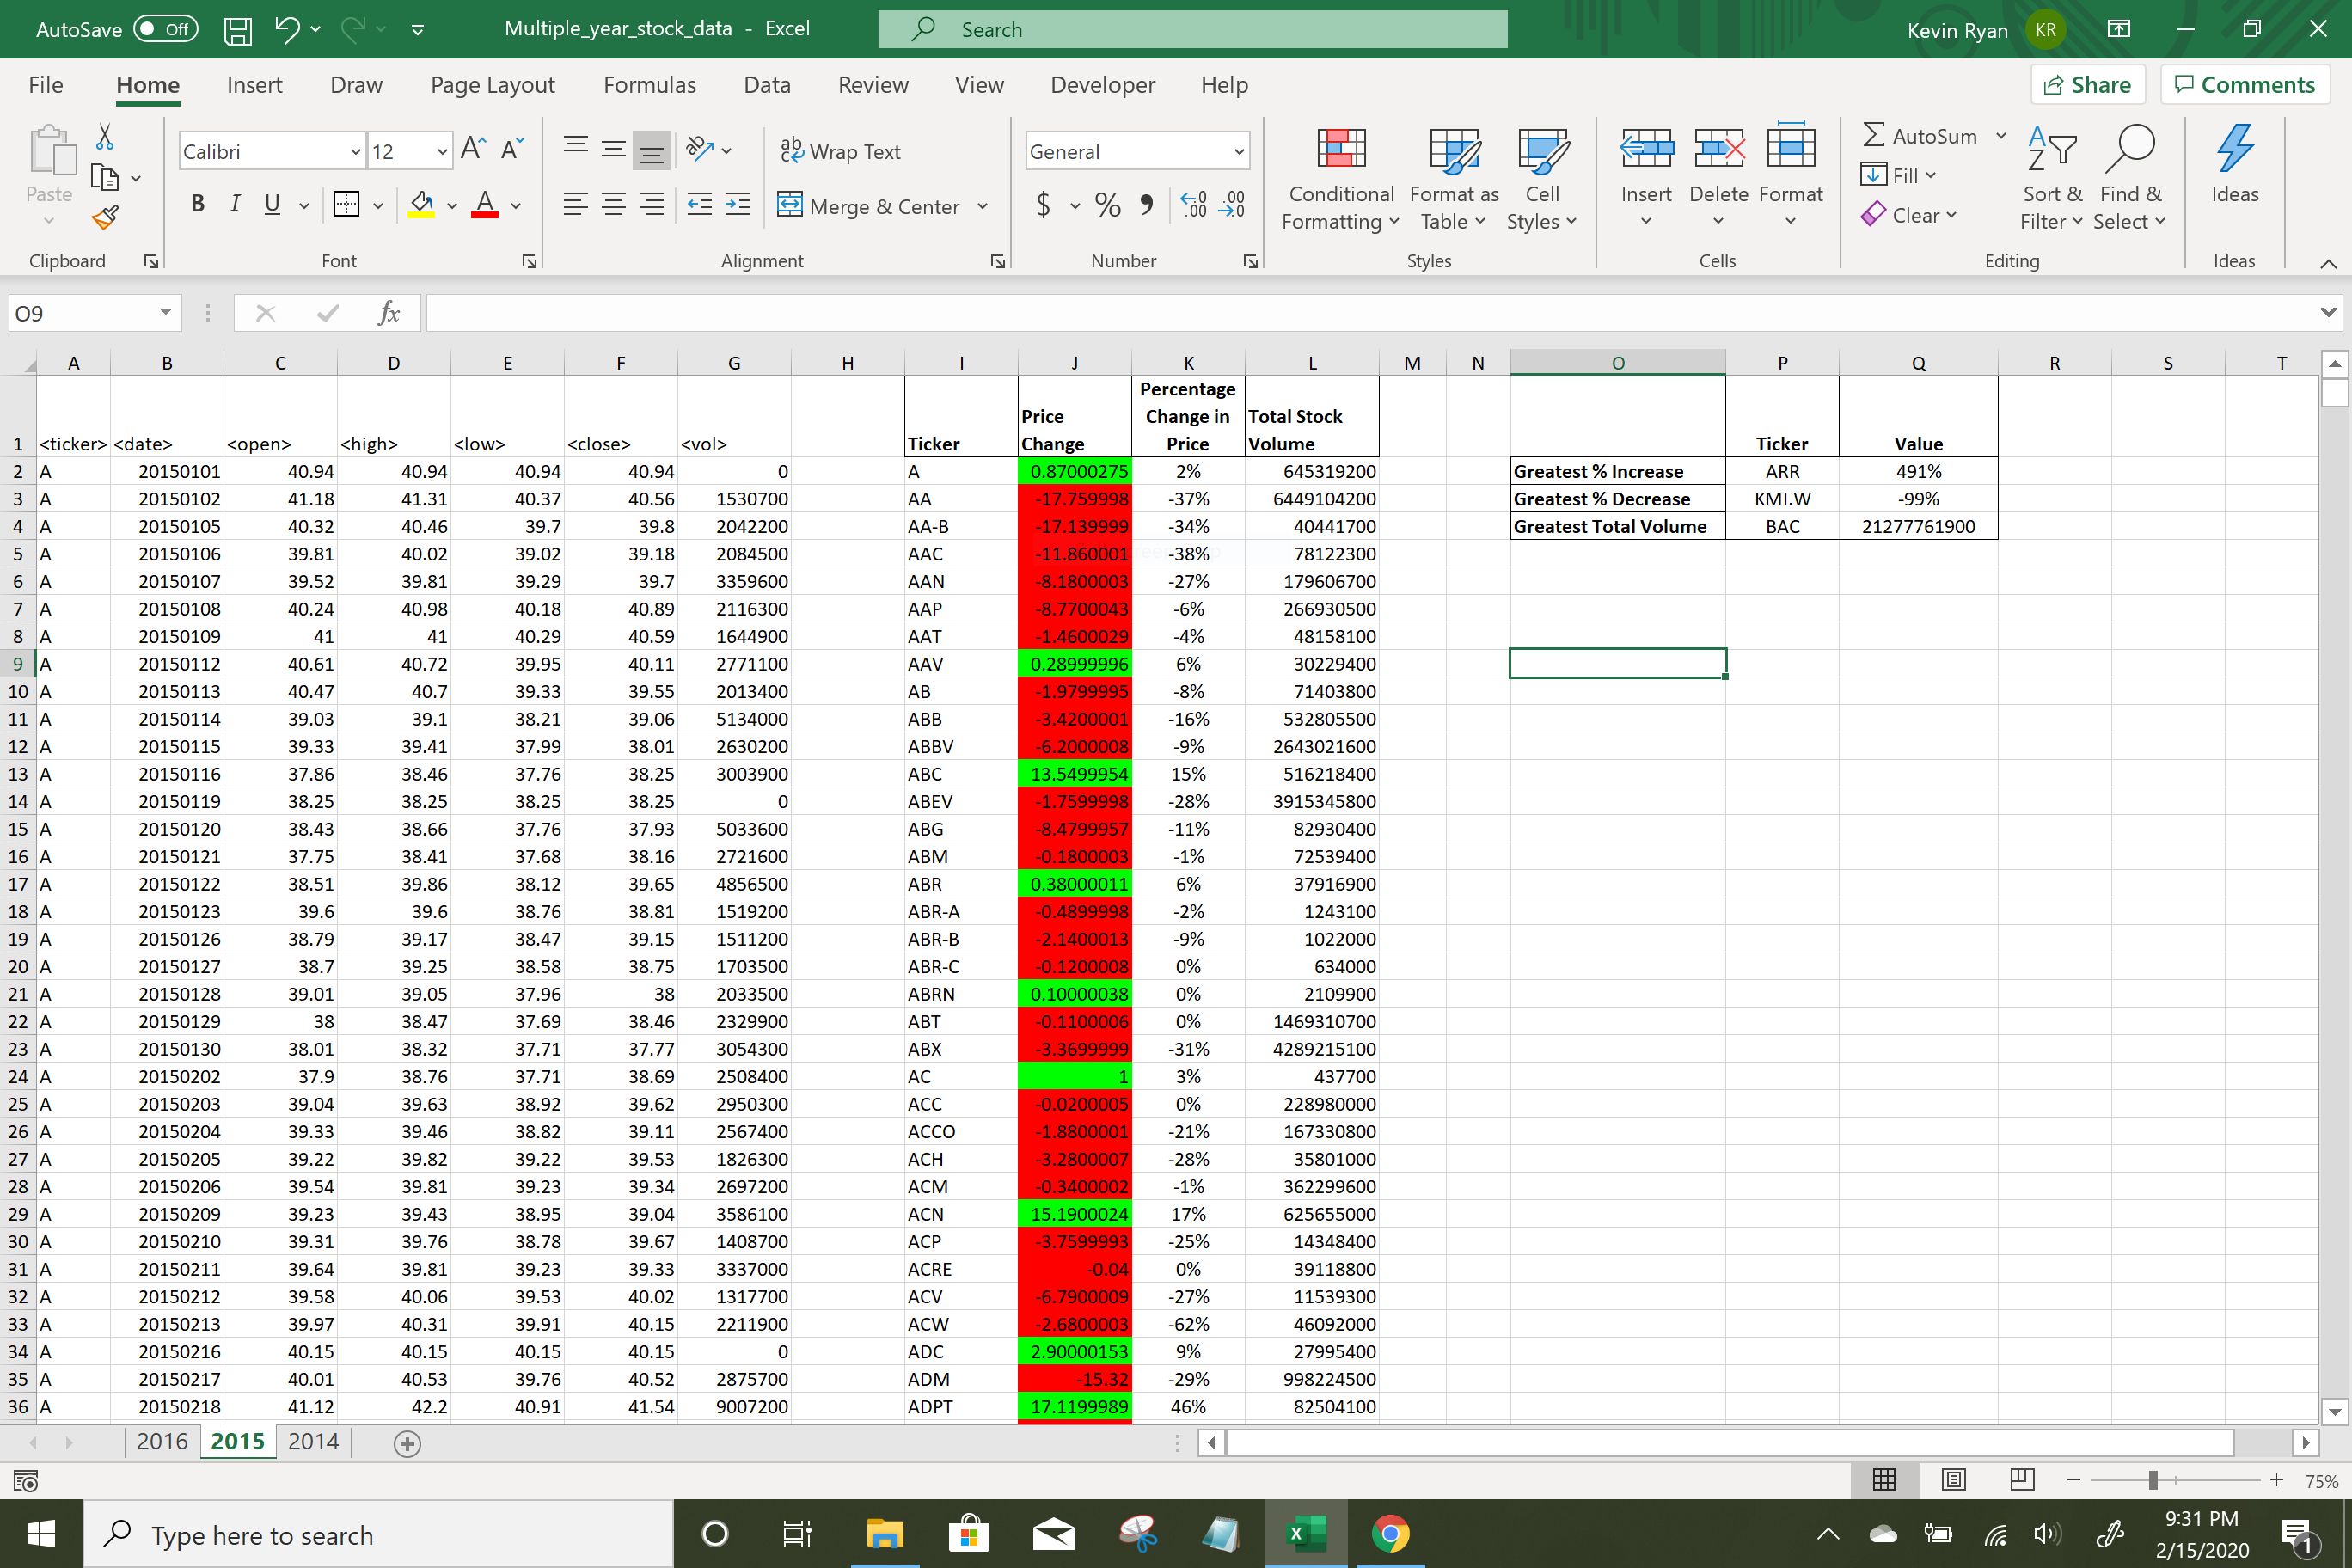 AutoSave Off Multiple_year_stock_data - Excel Search Kevin Ryan KR
File Home Insert Draw Page Layout Formulas Data Review View Developer Help Share Comments
Paste Calibri 12 Wrap Text General Conditional Formatting Format as Table Cell Styles Insert Delete Format AutoSum Fill Clear Sort & Filter Find & Select Ideas
B I U Merge & Center $ %
Clipboard Font Alignment Number Styles Cells Editing Ideas
O9 fx
A B C D E F G H I J K L M N O P Q R S T
1 <ticker> <date> <open> <high> <low> <close> <vol> Ticker Price Change Percentage Change in Price Total Stock Volume Ticker Value
2 A 20150101 40.94 40.94 40.94 40.94 0 A 0.87000275 2% 645319200 Greatest % Increase ARR 491%
3 A 20150102 41.18 41.31 40.37 40.56 1530700 AA -17.759998 -37% 6449104200 Greatest % Decrease KMI.W -99%
4 A 20150105 40.32 40.46 39.7 39.8 2042200 AA-B -17.139999 -34% 40441700 Greatest Total Volume BAC 21277761900
5 A 20150106 39.81 40.02 39.02 39.18 2084500 AAC -11.860001 -38% 78122300
6 A 20150107 39.52 39.81 39.29 39.7 3359600 AAN -8.1800003 -27% 179606700
7 A 20150108 40.24 40.98 40.18 40.89 2116300 AAP -8.7700043 -6% 266930500
8 A 20150109 41 41 40.29 40.59 1644900 AAT -1.4600029 -4% 48158100
9 A 20150112 40.61 40.72 39.95 40.11 2771100 AAV 0.28999996 6% 30229400
10 A 20150113 40.47 40.7 39.33 39.55 2013400 AB -1.9799995 -8% 71403800
11 A 20150114 39.03 39.1 38.21 39.06 5134000 ABB -3.4200001 -16% 532805500
12 A 20150115 39.33 39.41 37.99 38.01 2630200 ABBV -6.2000008 -9% 2643021600
13 A 20150116 37.86 38.46 37.76 38.25 3003900 ABC 13.5499954 15% 516218400
14 A 20150119 38.25 38.25 38.25 38.25 0 ABEV -1.7599998 -28% 3915345800
15 A 20150120 38.43 38.66 37.76 37.93 5033600 ABG -8.4799957 -11% 82930400
16 A 20150121 37.75 38.41 37.68 38.16 2721600 ABM -0.1800003 -1% 72539400
17 A 20150122 38.51 39.86 38.12 39.65 4856500 ABR 0.38000011 6% 37916900
18 A 20150123 39.6 39.6 38.76 38.81 1519200 ABR-A -0.4899998 -2% 1243100
19 A 20150126 38.79 39.17 38.47 39.15 1511200 ABR-B -2.1400013 -9% 1022000
20 A 20150127 38.7 39.25 38.58 38.75 1703500 ABR-C -0.1200008 0% 634000
21 A 20150128 39.01 39.05 37.96 38 2033500 ABRN 0.10000038 0% 2109900
22 A 20150129 38 38.47 37.69 38.46 2329900 ABT -0.1100006 0% 1469310700
23 A 20150130 38.01 38.32 37.71 37.77 3054300 ABX -3.3699999 -31% 4289215100
24 A 20150202 37.9 38.76 37.71 38.69 2508400 AC 1 3% 437700
25 A 20150203 39.04 39.63 38.92 39.62 2950300 ACC -0.0200005 0% 228980000
26 A 20150204 39.33 39.46 38.82 39.11 2567400 ACCO -1.8800001 -21% 167330800
27 A 20150205 39.22 39.82 39.22 39.53 1826300 ACH -3.2800007 -28% 35801000
28 A 20150206 39.54 39.81 39.23 39.34 2697200 ACM -0.3400002 -1% 362299600
29 A 20150209 39.23 39.43 38.95 39.04 3586100 ACN 15.1900024 17% 625655000
30 A 20150210 39.31 39.76 38.78 39.67 1408700 ACP -3.7599993 -25% 14348400
31 A 20150211 39.64 39.81 39.23 39.33 3337000 ACRE -0.04 0% 39118800
32 A 20150212 39.58 40.06 39.53 40.02 1317700 ACV -6.7900009 -27% 11539300
33 A 20150213 39.97 40.31 39.91 40.15 2211900 ACW -2.6800003 -62% 46092000
34 A 20150216 40.15 40.15 40.15 40.15 0 ADC 2.90000153 9% 27995400
35 A 20150217 40.01 40.53 39.76 40.52 2875700 ADM -15.32 -29% 998224500
36 A 20150218 41.12 42.2 40.91 41.54 9007200 ADPT 17.1199989 46% 82504100
2016 2015 2014
75%
Type here to search 9:31 PM
2/15/2020 1